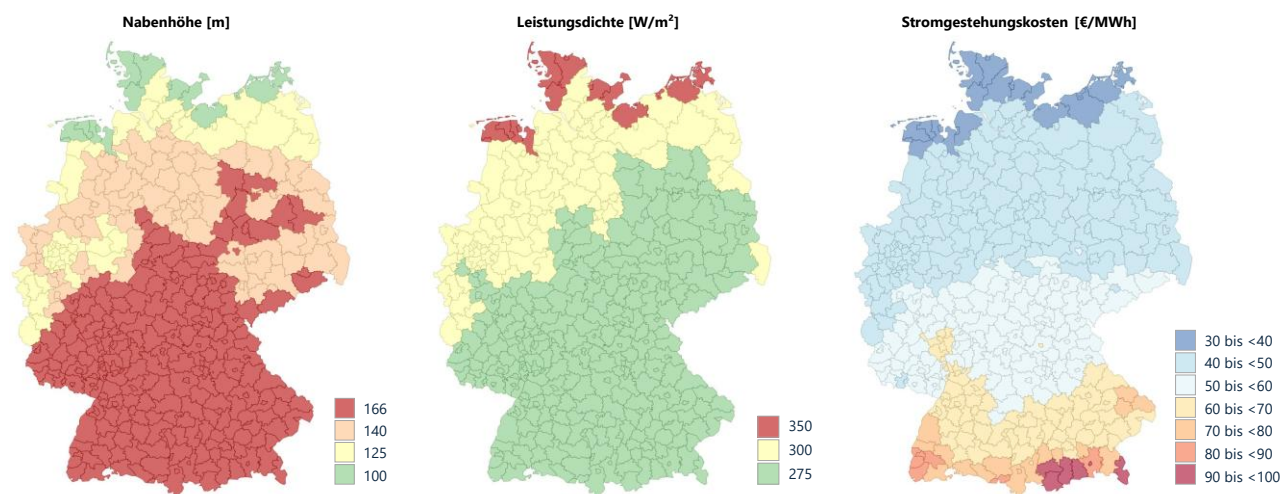 Nabenhöhe [m]
166
140
125
100
Leistungsdichte [W/m²]
350
300
275
Stromgestehungskosten [€/MWh]
30 bis <40
40 bis <50
50 bis <60
60 bis <70
70 bis <80
80 bis <90
90 bis <100